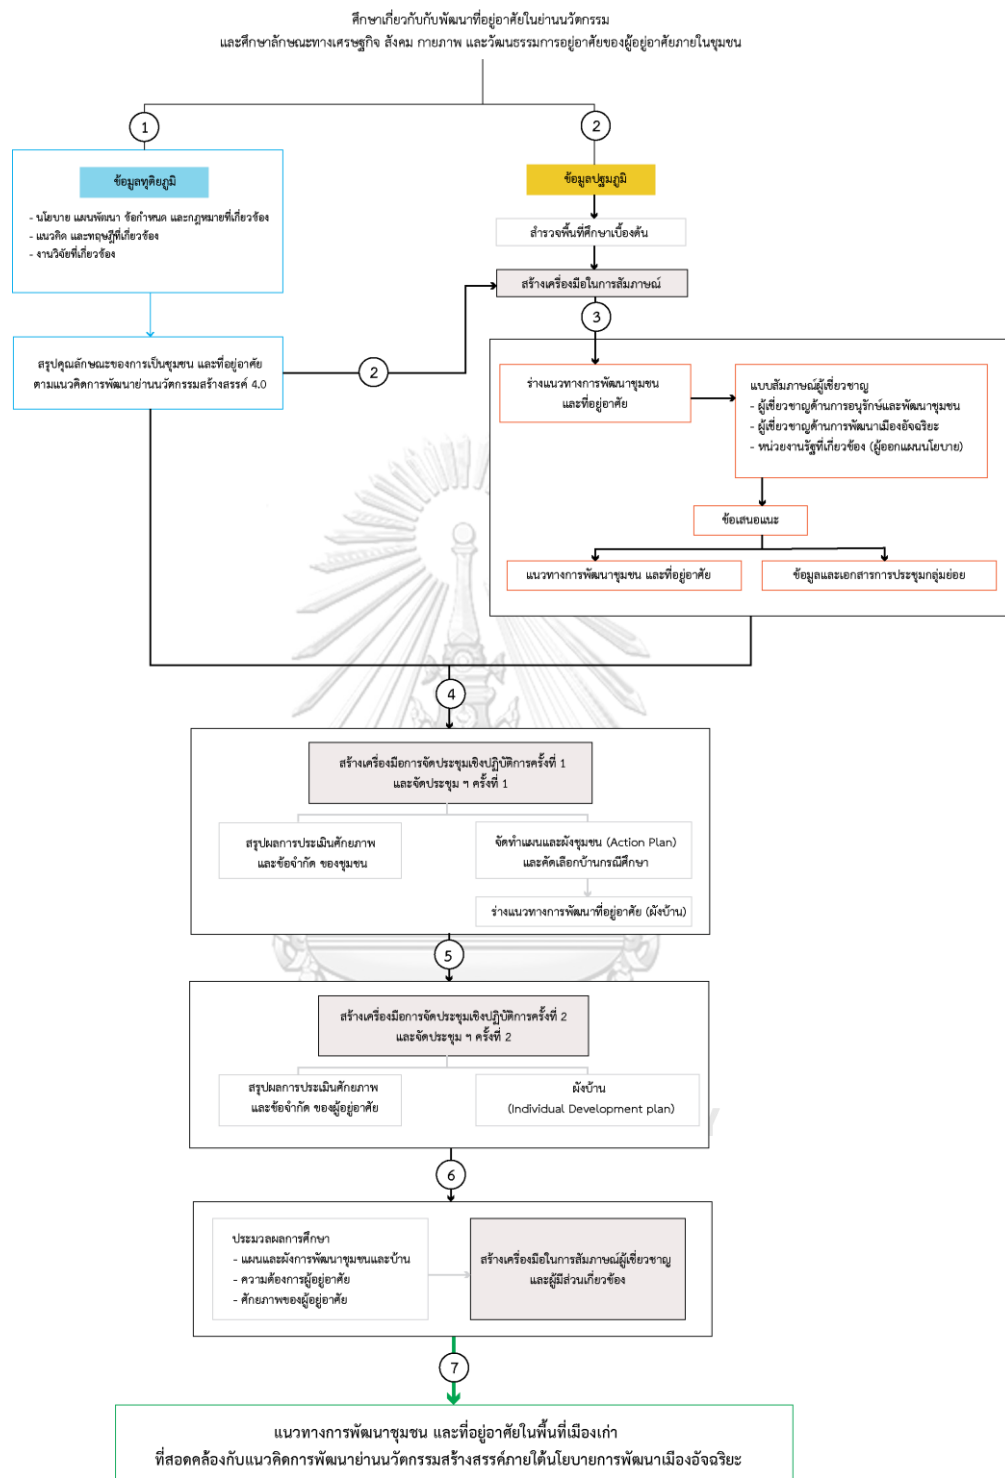 ศึกษาเกี่ยวกับกับพัฒนาที่อยู่อาศัยในย่านนวัตกรรม
และศึกษาลักษณะทางเศรษฐกิจ สังคม กายภาพ และวัฒนธรรมการอยู่อาศัยของผู้อยู่อาศัยภายในชุมชน
1
2
ข้อมูลทุติยภูมิ
- นโยบาย แผนพัฒนา ข้อกำหนด และกฎหมายที่เกี่ยวข้อง
- แนวคิด และทฤษฎีที่เกี่ยวข้อง
- งานวิจัยที่เกี่ยวข้อง
ข้อมูลปฐมภูมิ
สำรวจพื้นที่ศึกษาเบื้องต้น
สร้างเครื่องมือในการสัมภาษณ์
3
สรุปคุณลักษณะของการเป็นชุมชน และที่อยู่อาศัย
ตามแนวคิดการพัฒนาย่านนวัตกรรมสร้างสรรค์ 4.0
2
ร่างแนวทางการพัฒนาชุมชน
และที่อยู่อาศัย
แบบสัมภาษณ์ผู้เชี่ยวชาญ
- ผู้เชี่ยวชาญด้านการอนุรักษ์และพัฒนาชุมชน
- ผู้เชี่ยวชาญด้านการพัฒนาเมืองอัจฉริยะ
- หน่วยงานรัฐที่เกี่ยวข้อง (ผู้ออกแผนนโยบาย)
ข้อเสนอแนะ
แนวทางการพัฒนาชุมชน และที่อยู่อาศัย
ข้อมูลและเอกสารการประชุมกลุ่มย่อย
4
สร้างเครื่องมือการจัดประชุมเชิงปฏิบัติการครั้งที่ 1
และจัดประชุม ฯ ครั้งที่ 1
สรุปผลการประเมินศักยภาพ
และข้อจำกัด ของชุมชน
จัดทำแผนและผังชุมชน (Action Plan)
และคัดเลือกบ้านกรณีศึกษา
ร่างแนวทางการพัฒนาที่อยู่อาศัย (ผังบ้าน)
5
สร้างเครื่องมือการจัดประชุมเชิงปฏิบัติการครั้งที่ 2
และจัดประชุม ฯ ครั้งที่ 2
สรุปผลการประเมินศักยภาพ
และข้อจำกัด ของผู้อยู่อาศัย
ผังบ้าน
(Individual Development plan)
6
ประมวลผลการศึกษา
- แผนและผังการพัฒนาชุมชนและบ้าน
- ความต้องการผู้อยู่อาศัย
- ศักยภาพของผู้อยู่อาศัย
สร้างเครื่องมือในการสัมภาษณ์ผู้เชี่ยวชาญ
และผู้มีส่วนเกี่ยวข้อง
7
แนวทางการพัฒนาชุมชน และที่อยู่อาศัยในพื้นที่เมืองเก่า
ที่สอดคล้องกับแนวคิดการพัฒนาย่านนวัตกรรมสร้างสรรค์ภายใต้นโยบายการพัฒนาเมืองอัจฉริยะ